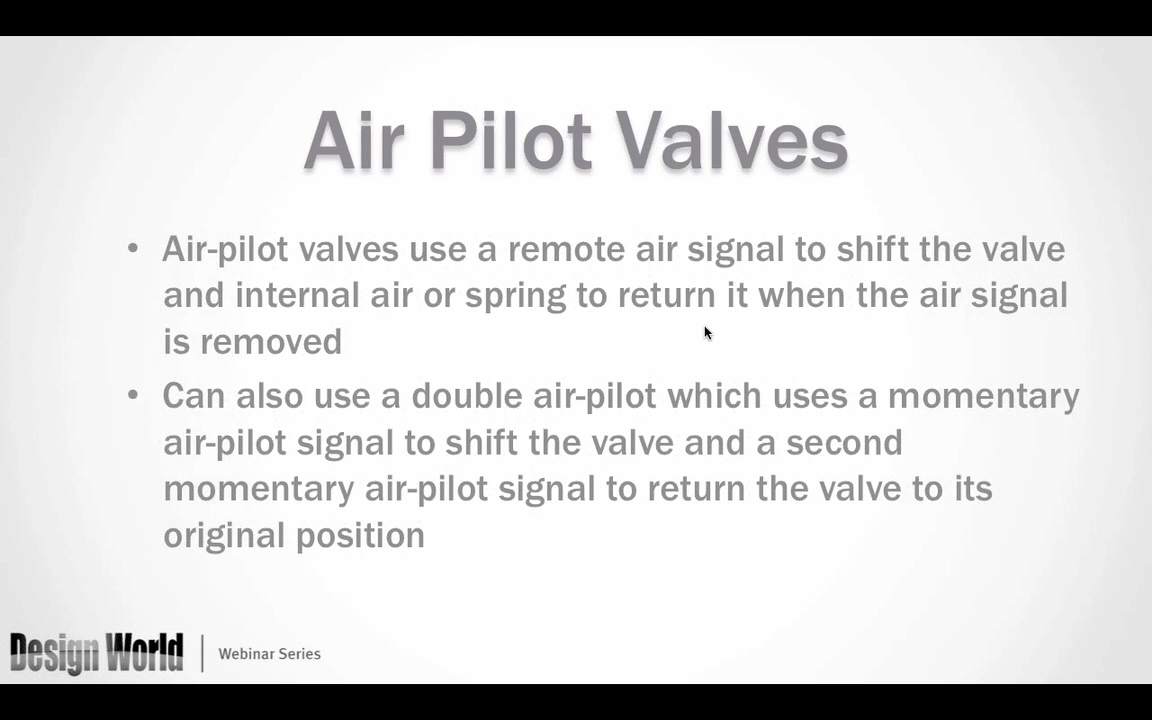 Air Pilot Valves
• Air-pilot valves use a remote air signal to shift the valve
and internal air or spring to return it when the air signal
is removed
• Can also use a double air-pilot which uses a momentary
air-pilot signal to shift the valve and a second
momentary air-pilot signal to return the valve to its
original position
Design World | Webinar Series